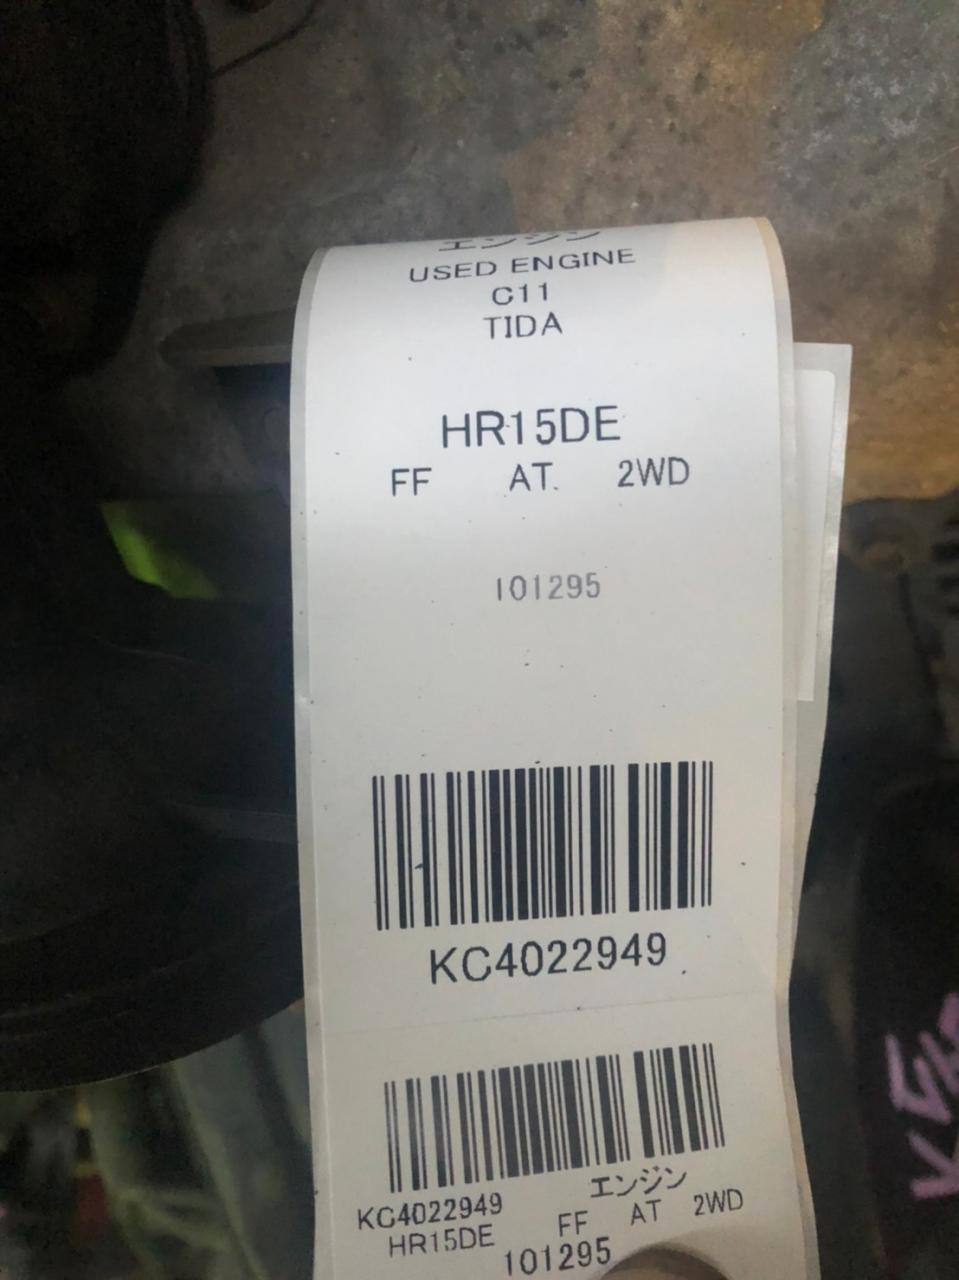 エンジン
USED ENGINE
C11
TIDA
HR15DE
FF AT. 2WD
101295
KC4022949
KC4022949 エンジン
HR15DE FF AT 2WD
101295